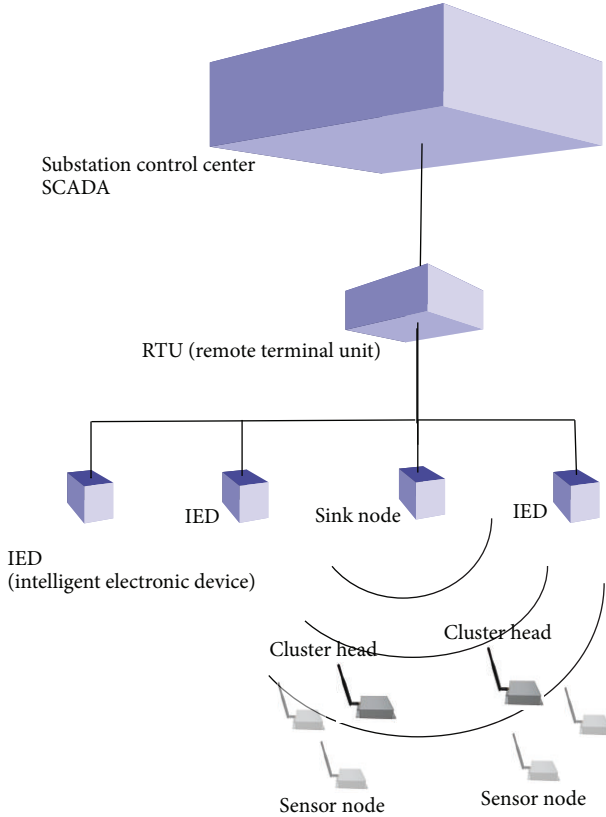 Substation control center
SCADA
RTU (remote terminal unit)
IED
Sink node
IED
IED
(intelligent electronic device)
Cluster head
Cluster head
Sensor node
Sensor node